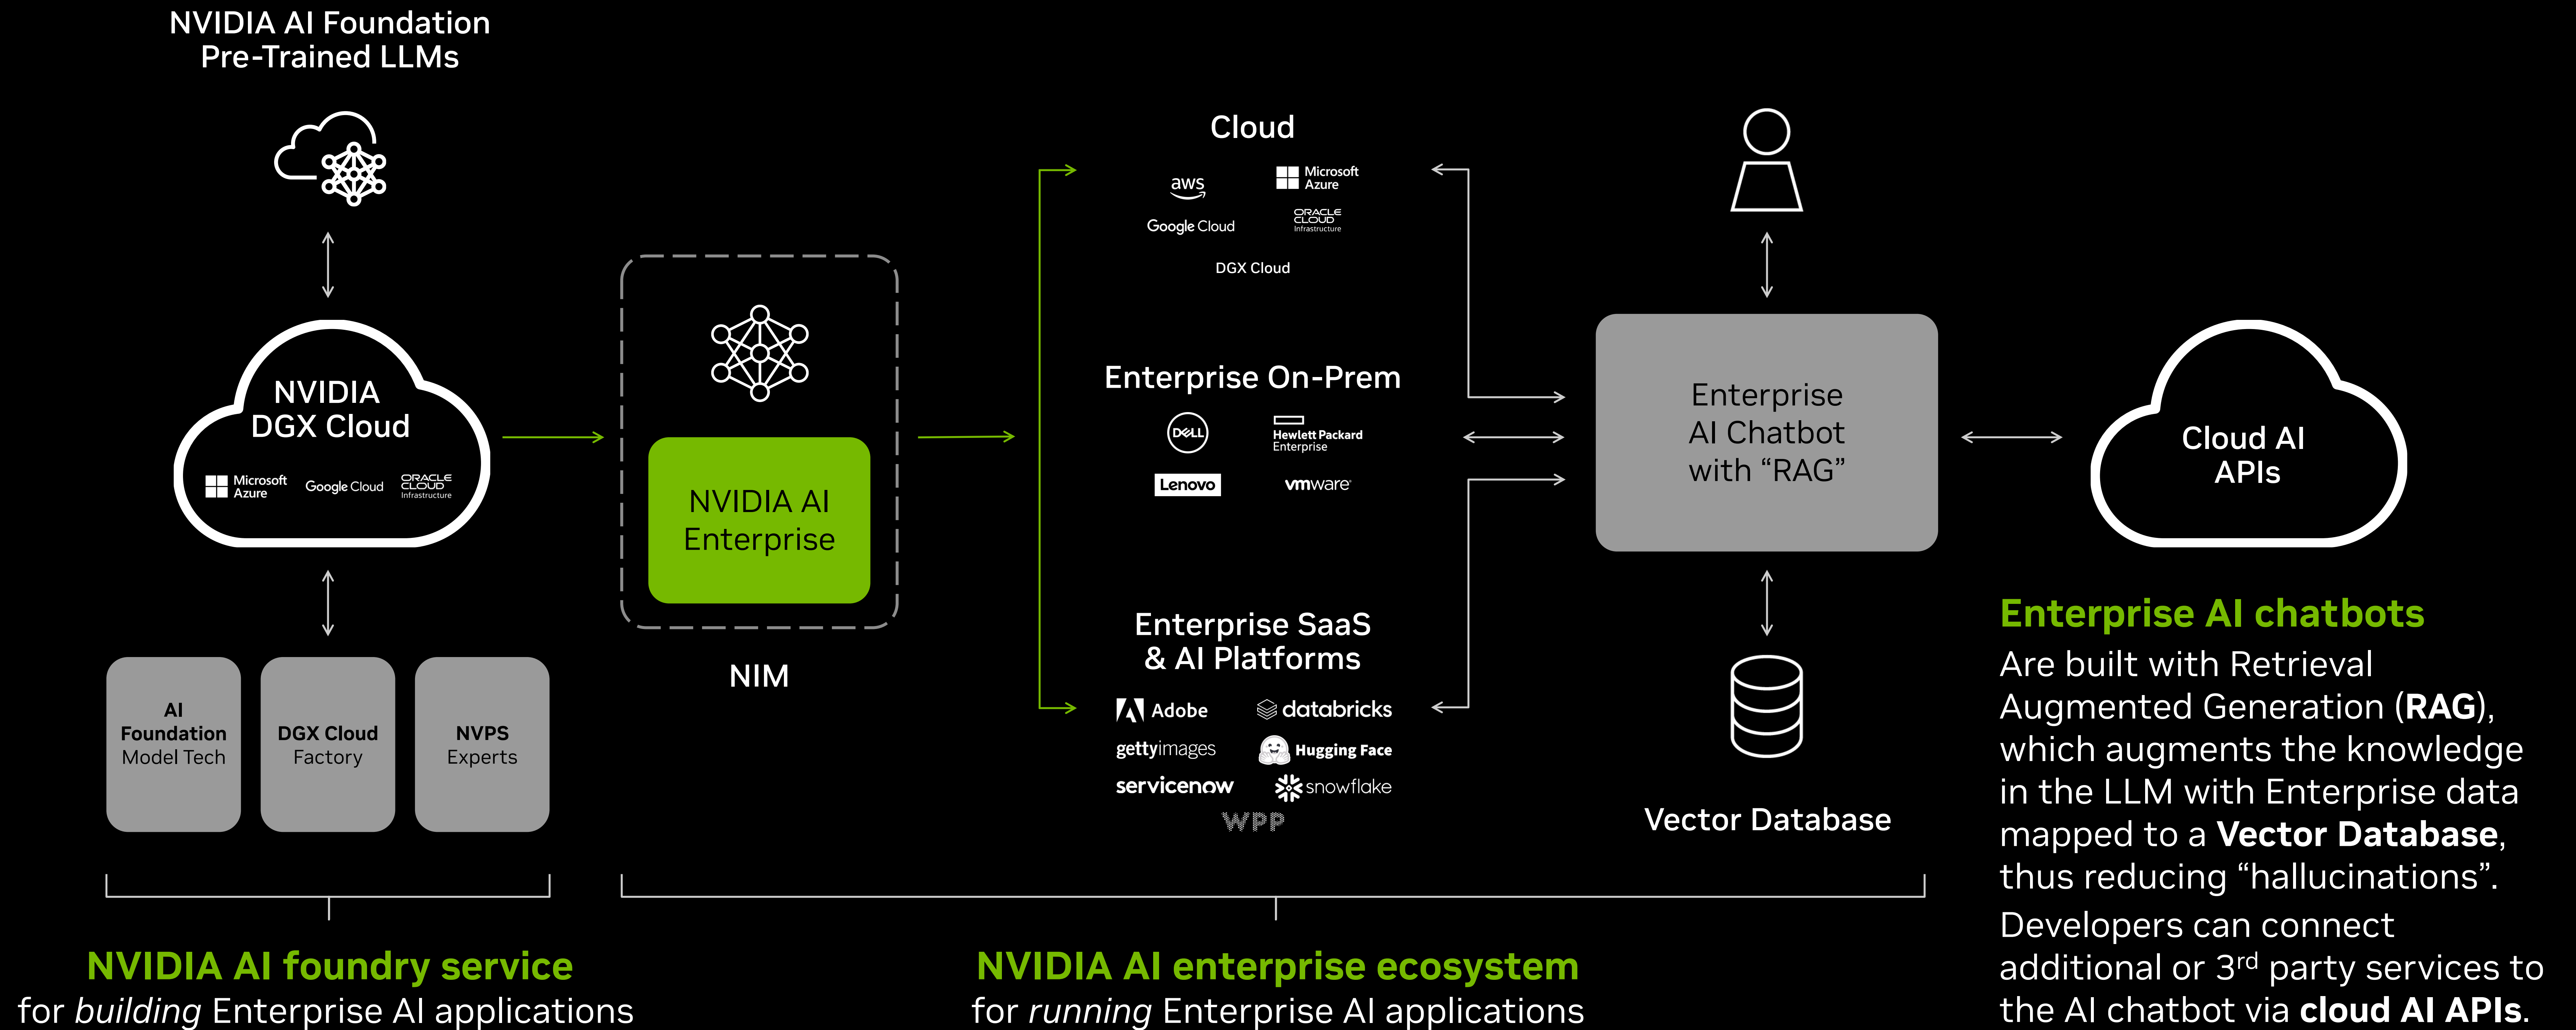 NVIDIA AI Foundation
Pre-Trained LLMs
NVIDIA
DGX Cloud
Microsoft
Azure
Google Cloud
ORACLE
CLOUD
Infrastructure
AI
Foundation
Model Tech
DGX Cloud
Factory
NVPS
Experts
NVIDIA AI foundry service
for building Enterprise AI applications
NVIDIA AI
Enterprise
NIM
Cloud
aws
Microsoft
Azure
Google Cloud
ORACLE
CLOUD
Infrastructure
DGX Cloud
Enterprise On-Prem
DELL
Hewlett Packard
Enterprise
Lenovo
vmware
Enterprise SaaS
& AI Platforms
Adobe
databricks
gettyimages
Hugging Face
servicenow
snowflake
WPP
Enterprise
AI Chatbot
with “RAG”
Vector Database
NVIDIA AI enterprise ecosystem
for running Enterprise AI applications
Cloud AI
APIs
Enterprise AI chatbots
Are built with Retrieval
Augmented Generation (RAG),
which augments the knowledge
in the LLM with Enterprise data
mapped to a Vector Database,
thus reducing “hallucinations”.
Developers can connect
additional or 3rd party services to
the AI chatbot via cloud AI APIs.